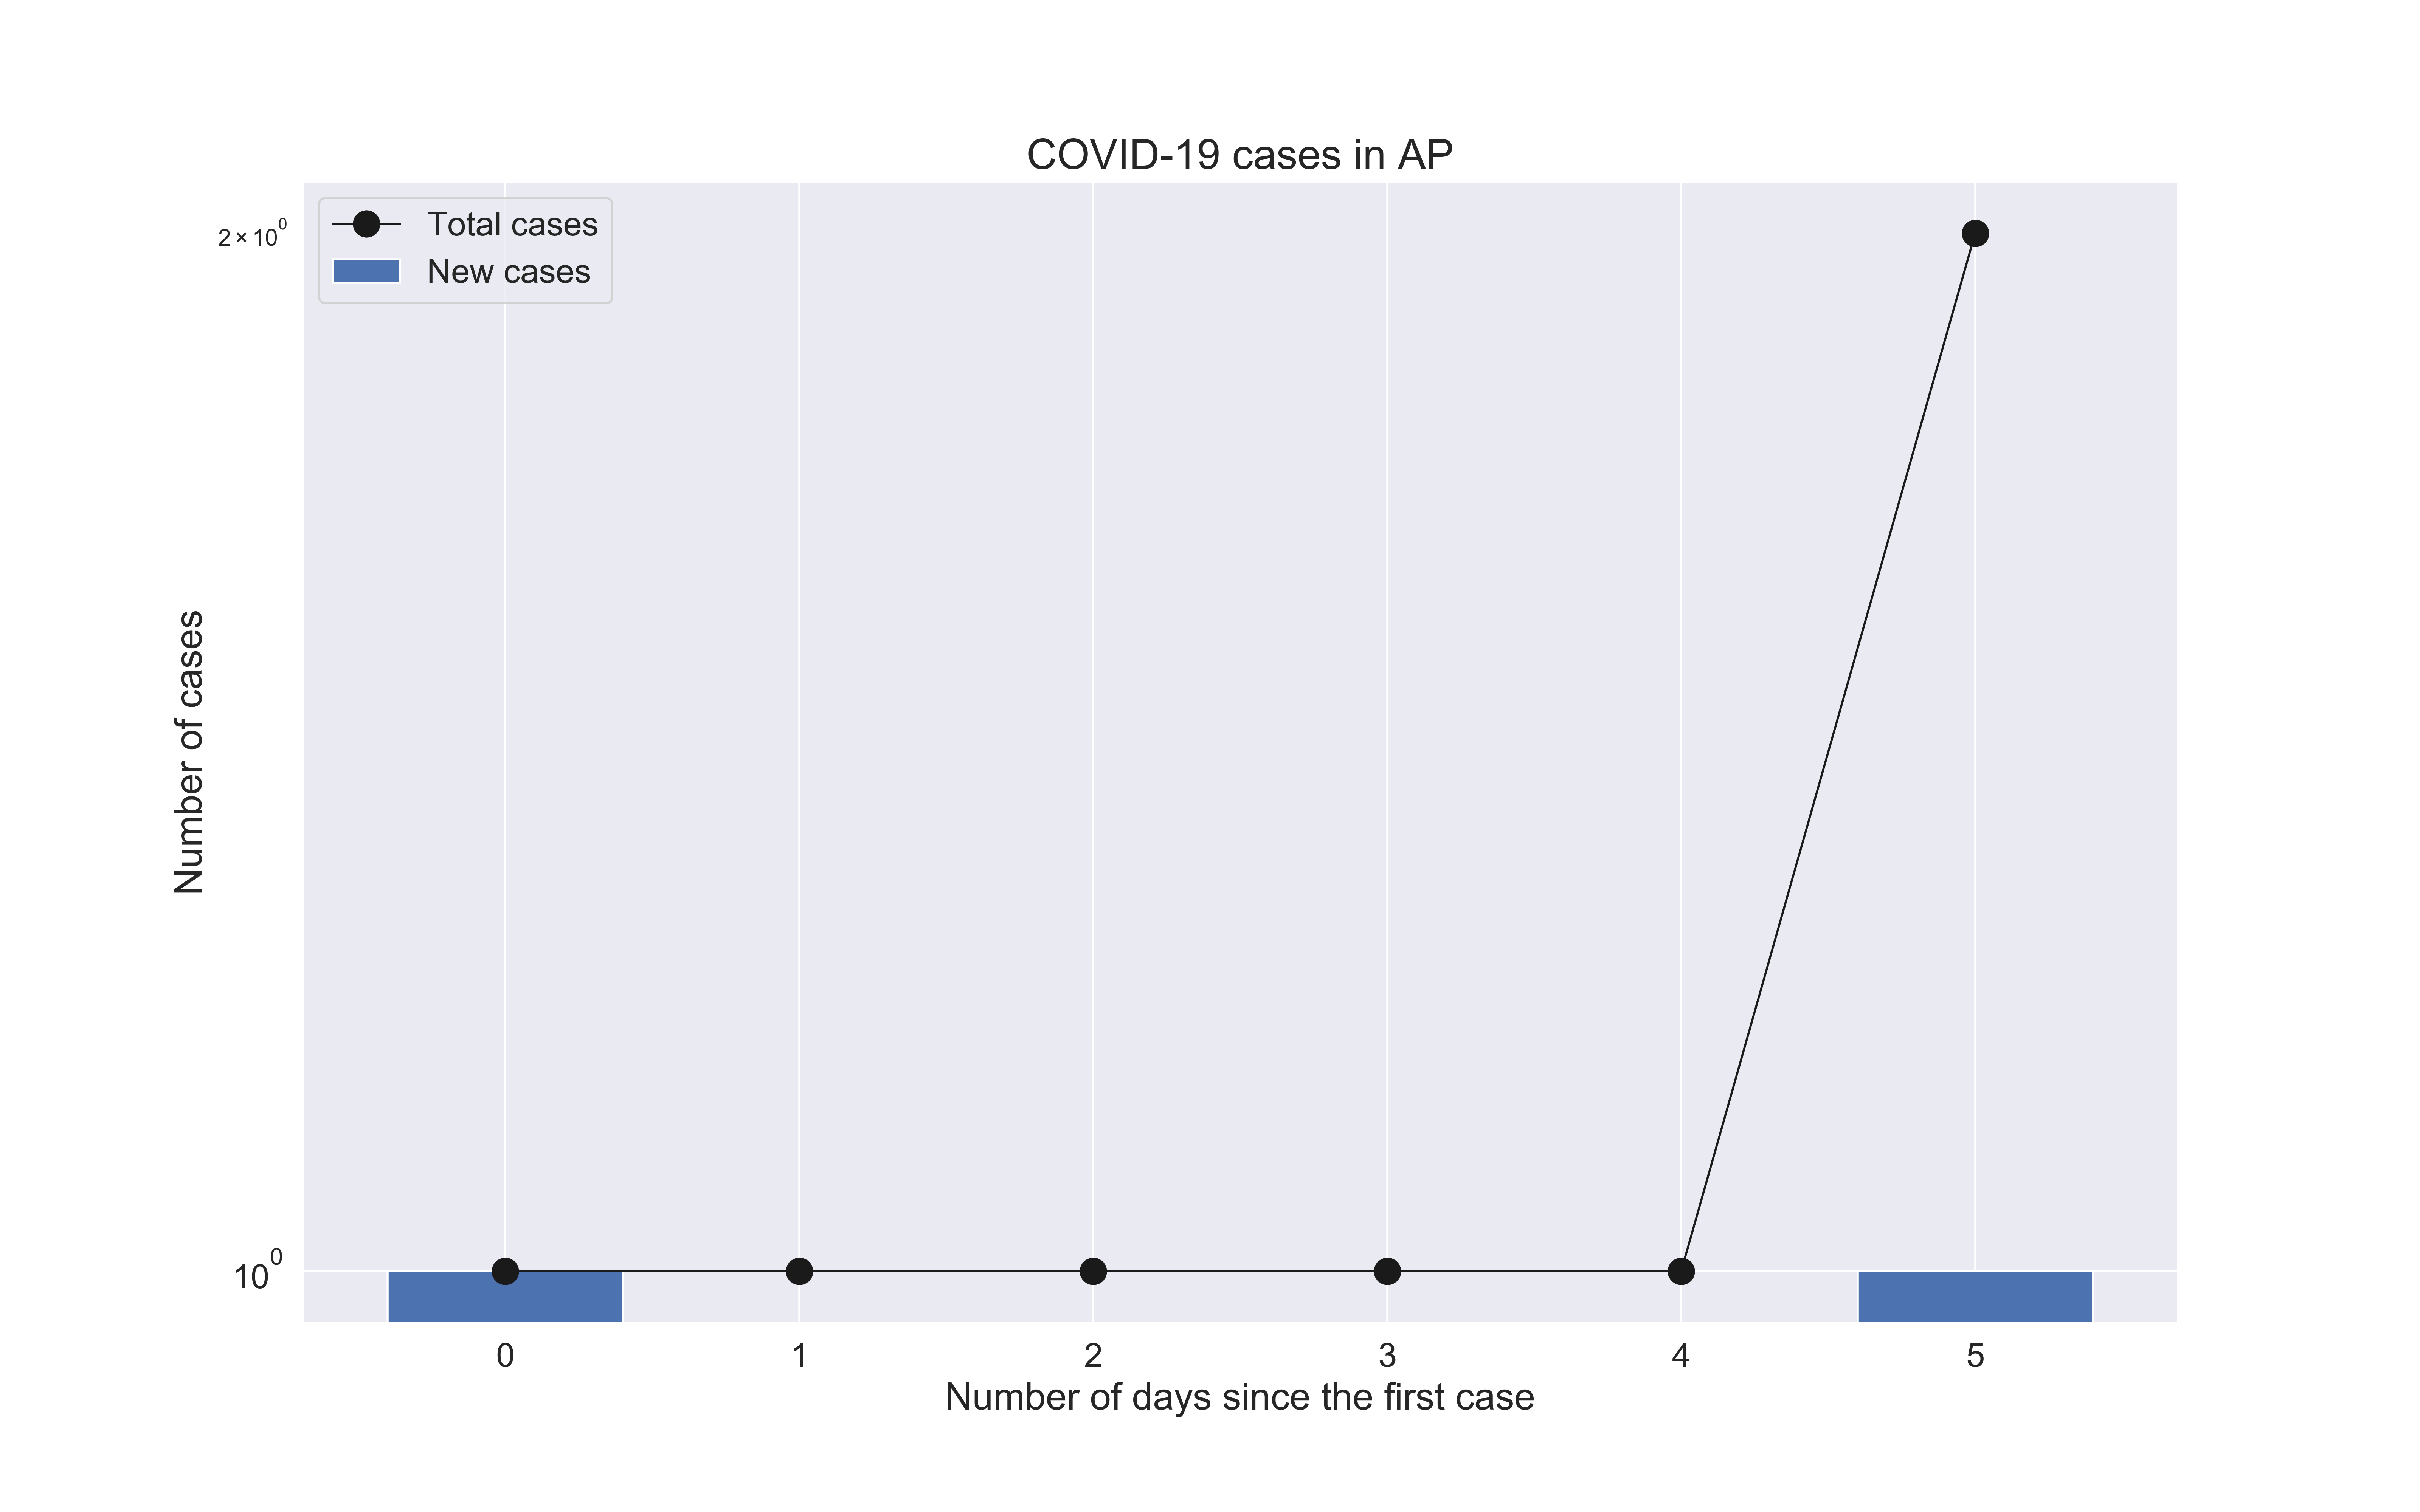 COVID-19 cases in AP
Total cases
New cases
2 × 10⁰
10⁰
Number of cases
0 1 2 3 4 5
Number of days since the first case